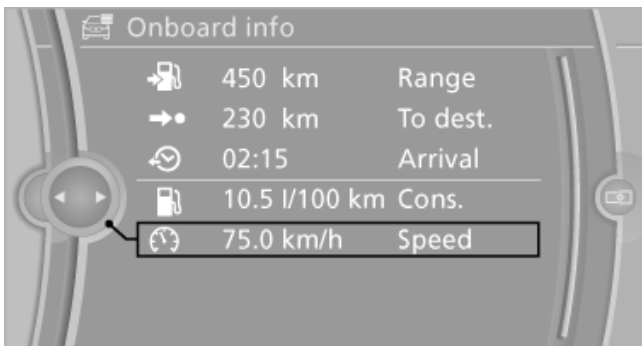 Onboard info
450 km Range
230 km To dest.
02:15 Arrival
10.5 l/100 km Cons.
75.0 km/h Speed